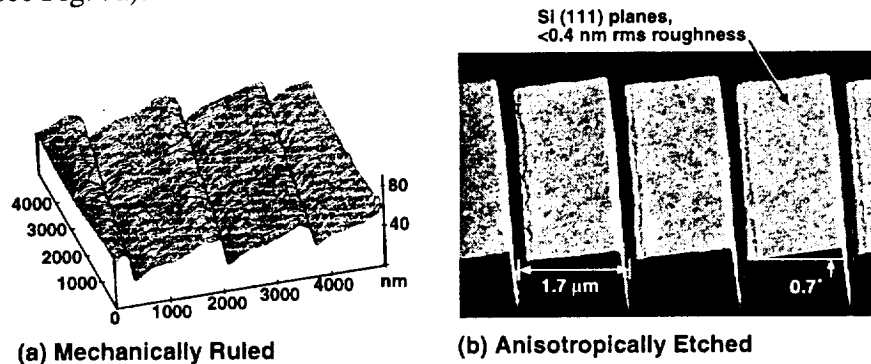 Si (111) planes,
<0.4 nm rms roughness
4000
3000
2000
1000
0
1000
2000
3000
4000
nm
80
40
1.7 μm
0.7°
(a) Mechanically Ruled
(b) Anisotropically Etched